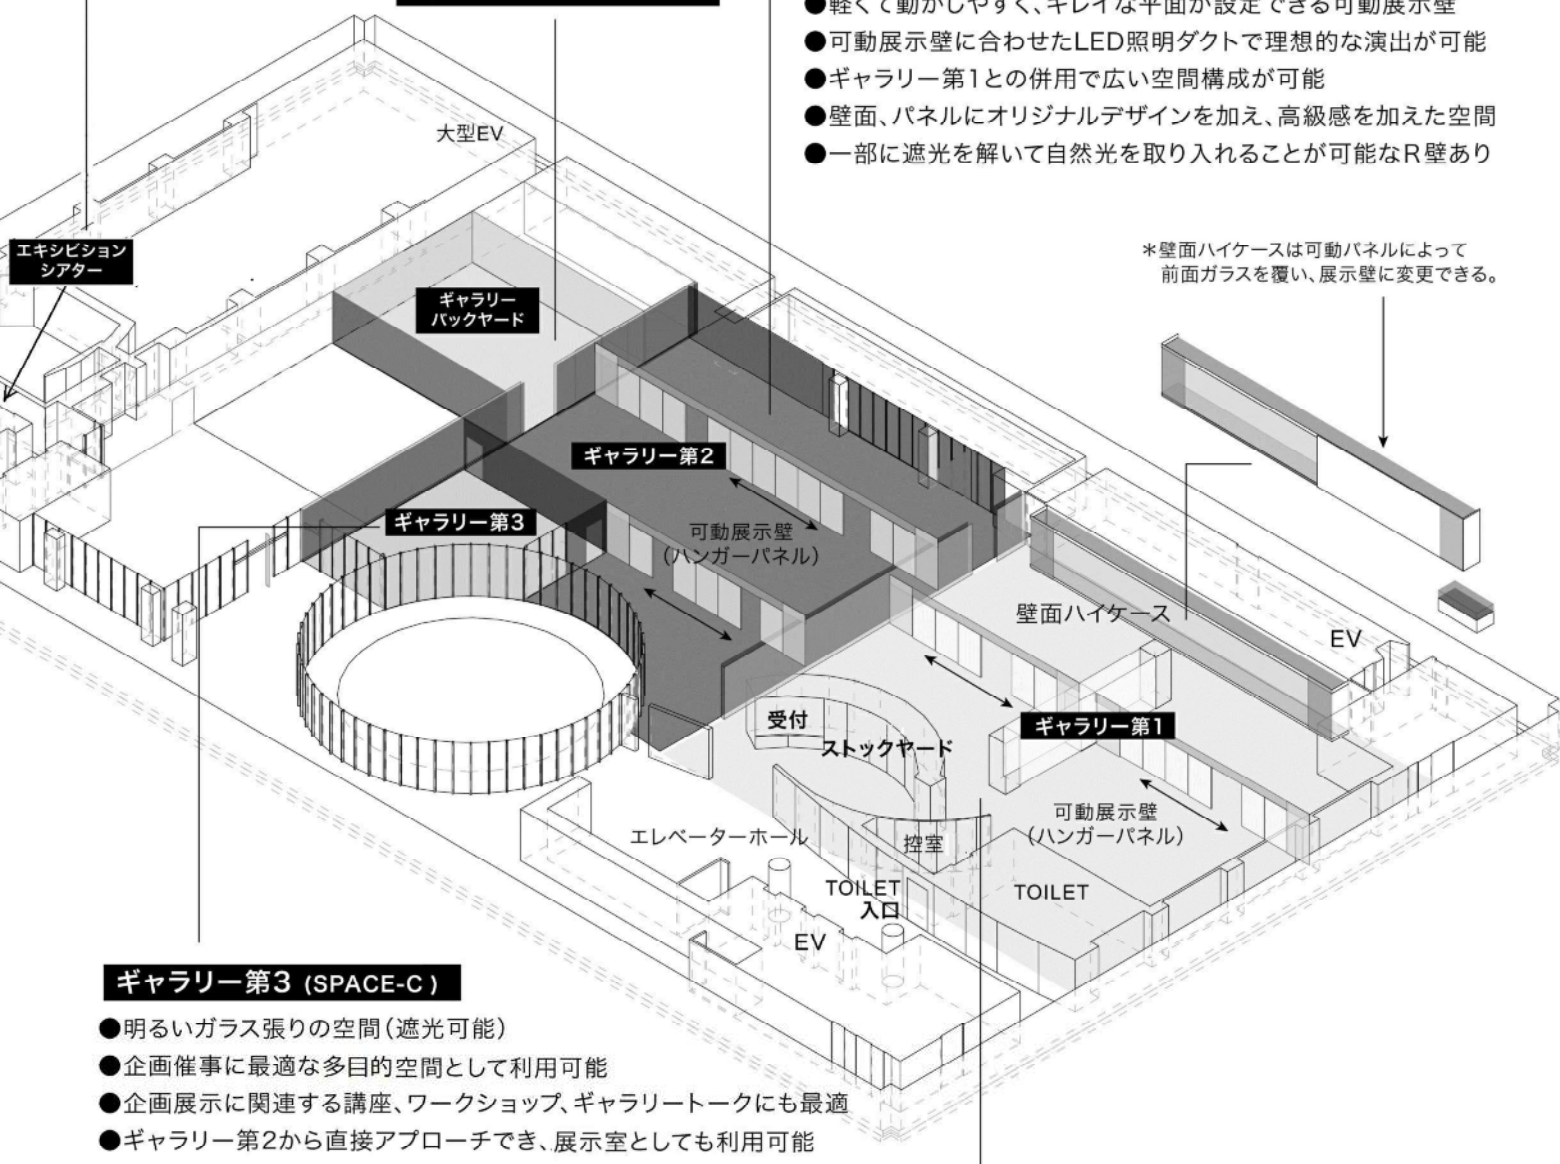 ●軽くて動かしやすく、キレイな平面が設定できる可動展示壁
●可動展示壁に合わせたLED照明ダクトで理想的な演出が可能
●ギャラリー第1との併用で広い空間構成が可能
●壁面、パネルにオリジナルデザインを加え、高級感を加えた空間
●一部に遮光を解いて自然光を取り入れることが可能なR壁あり
大型EV
エキシビション
シアター
ギャラリー
バックヤード
＊壁面ハイケースは可動パネルによって
前面ガラスを覆い、展示壁に変更できる。
ギャラリー第2
ギャラリー第3
可動展示壁
（ハンガーパネル）
壁面ハイケース
EV
受付
ストックヤード
ギャラリー第1
可動展示壁
（ハンガーパネル）
エレベーターホール
控室
TOILET
入口
TOILET
EV
ギャラリー第3 (SPACE-C )
●明るいガラス張りの空間（遮光可能）
●企画催事に最適な多目的空間として利用可能
●企画展示に関連する講座、ワークショップ、ギャラリートークにも最適
●ギャラリー第2から直接アプローチでき、展示室としても利用可能